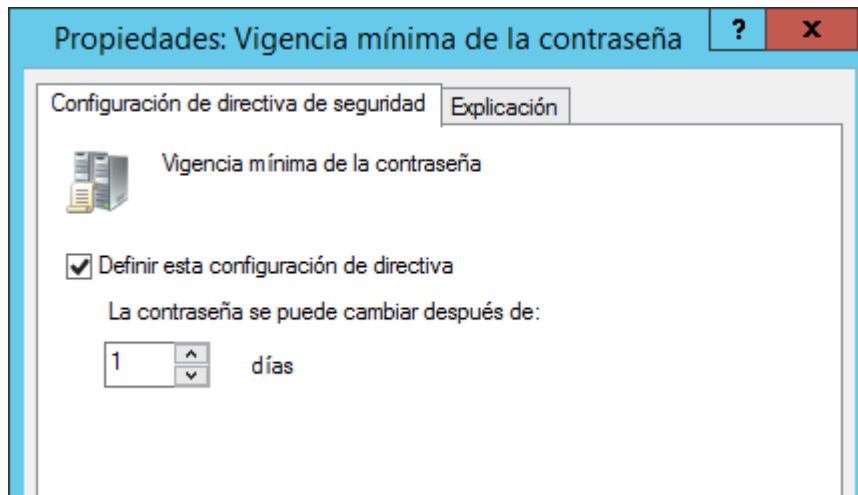 Propiedades: Vigencia mínima de la contraseña ? x
Configuración de directiva de seguridad Explicación
Vigencia mínima de la contraseña
Definir esta configuración de directiva
La contraseña se puede cambiar después de:
1 días